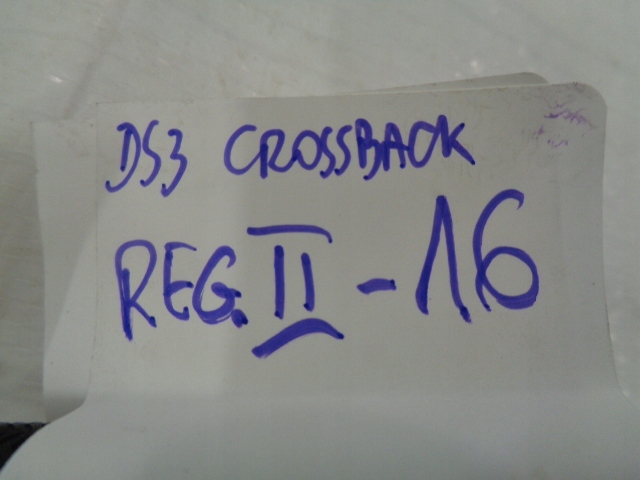 DS3 CROSSBACK
REG. II - 16